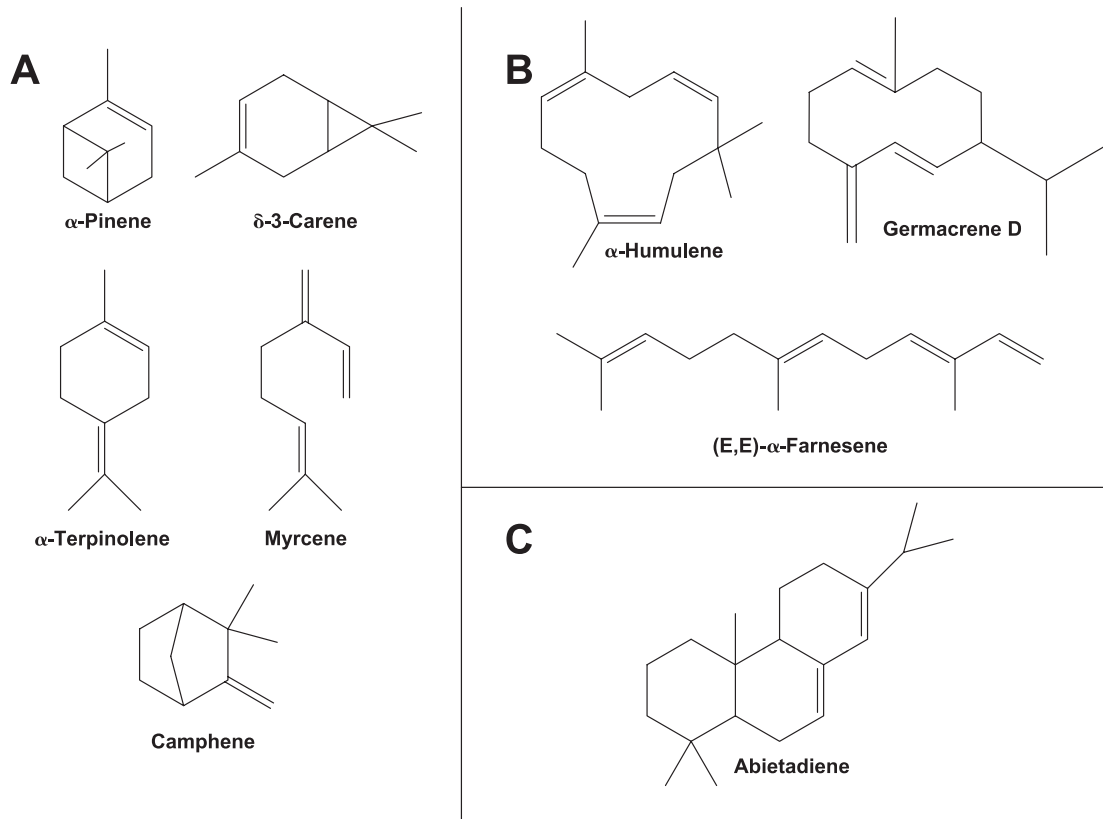 A
α-Pinene
δ-3-Carene
α-Terpinolene
Myrcene
Camphene
B
α-Humulene
Germacrene D
(E,E)-α-Farnesene
C
Abietadiene